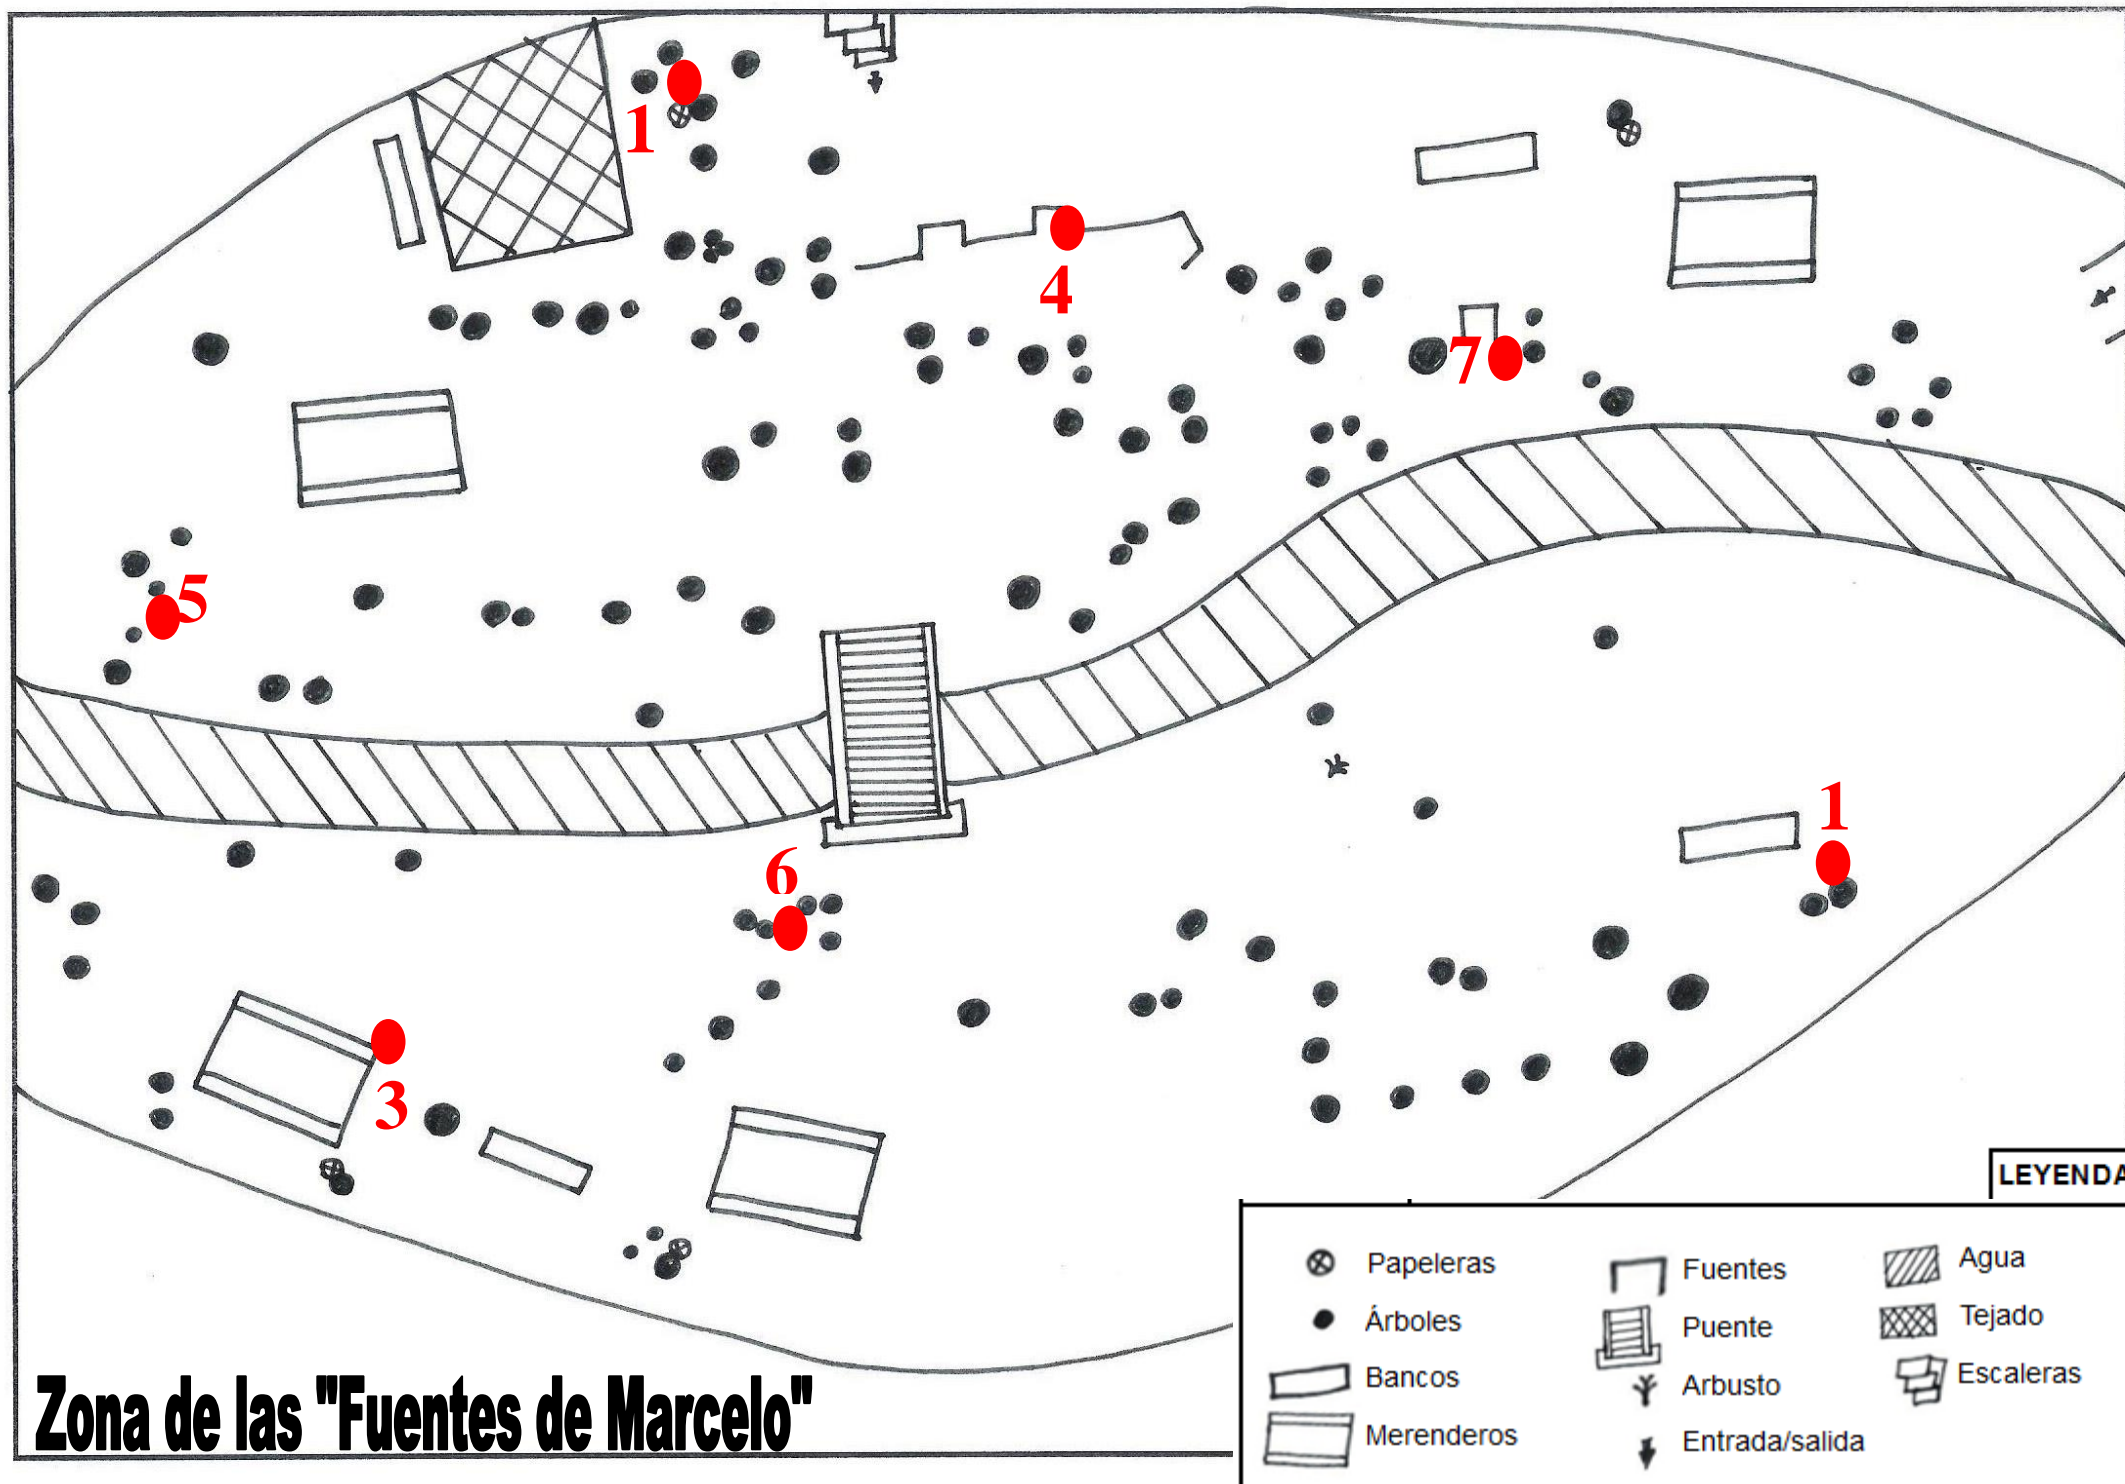 1
4
7
5
1
6
3
LEYENDA
Papeleras
Fuentes
Agua
Árboles
Puente
Tejado
Bancos
Arbusto
Escaleras
Merenderos
Entrada/salida
Zona de las "Fuentes de Marcelo"